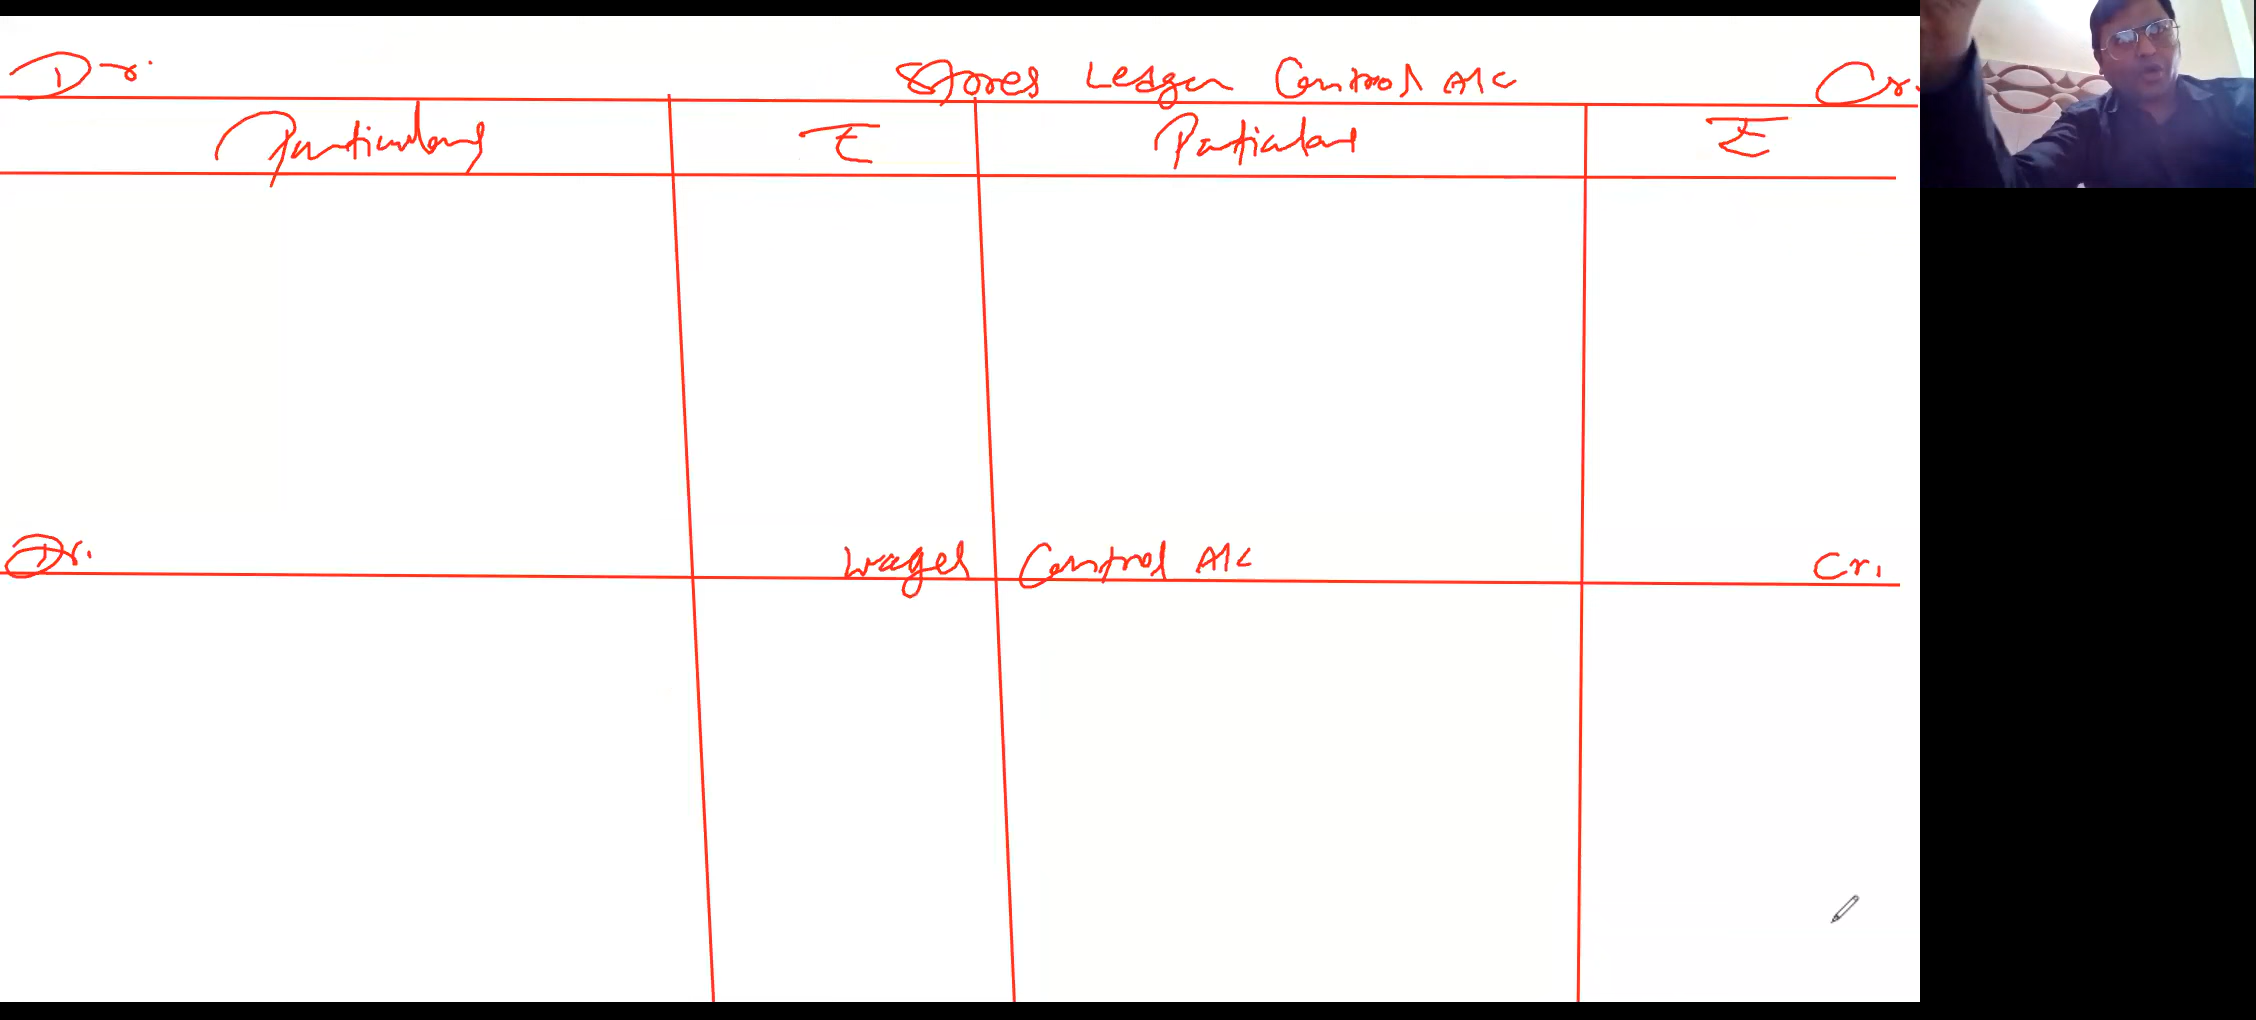 Dr. Stores Ledger Control A/c Cr.
Particulars ₹ Particulars ₹
Dr. Wages Control A/c Cr.